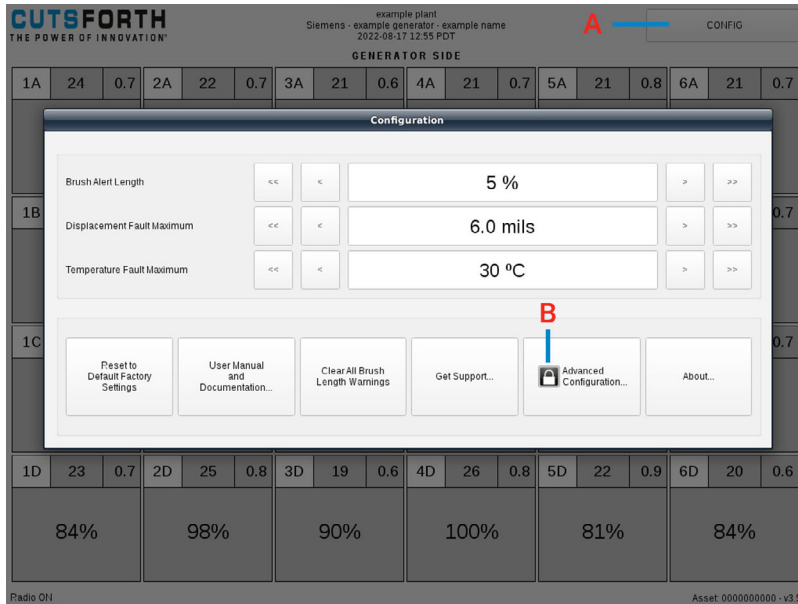 CUTSFORTH
THE POWER OF INNOVATION®
example plant
Siemens - example generator - example name
2022-08-17 12:55 PDT
A
CONFIG
GENERATOR SIDE
1A 24 0.7 2A 22 0.7 3A 21 0.6 4A 21 0.7 5A 21 0.8 6A 21 0.7
Configuration
Brush Alert Length << < 5 % > >>
1B 0.7
Displacement Fault Maximum << < 6.0 mils > >>
Temperature Fault Maximum << < 30 ºC > >>
B
1C 0.7
Reset to
Default Factory
Settings
User Manual
and
Documentation...
Clear All Brush
Length Warnings
Get Support...
Advanced
Configuration...
About...
1D 23 0.7 2D 25 0.8 3D 19 0.6 4D 26 0.8 5D 22 0.9 6D 20 0.6
84% 98% 90% 100% 81% 84%
Radio ON
Asset: 0000000000 - v3.5